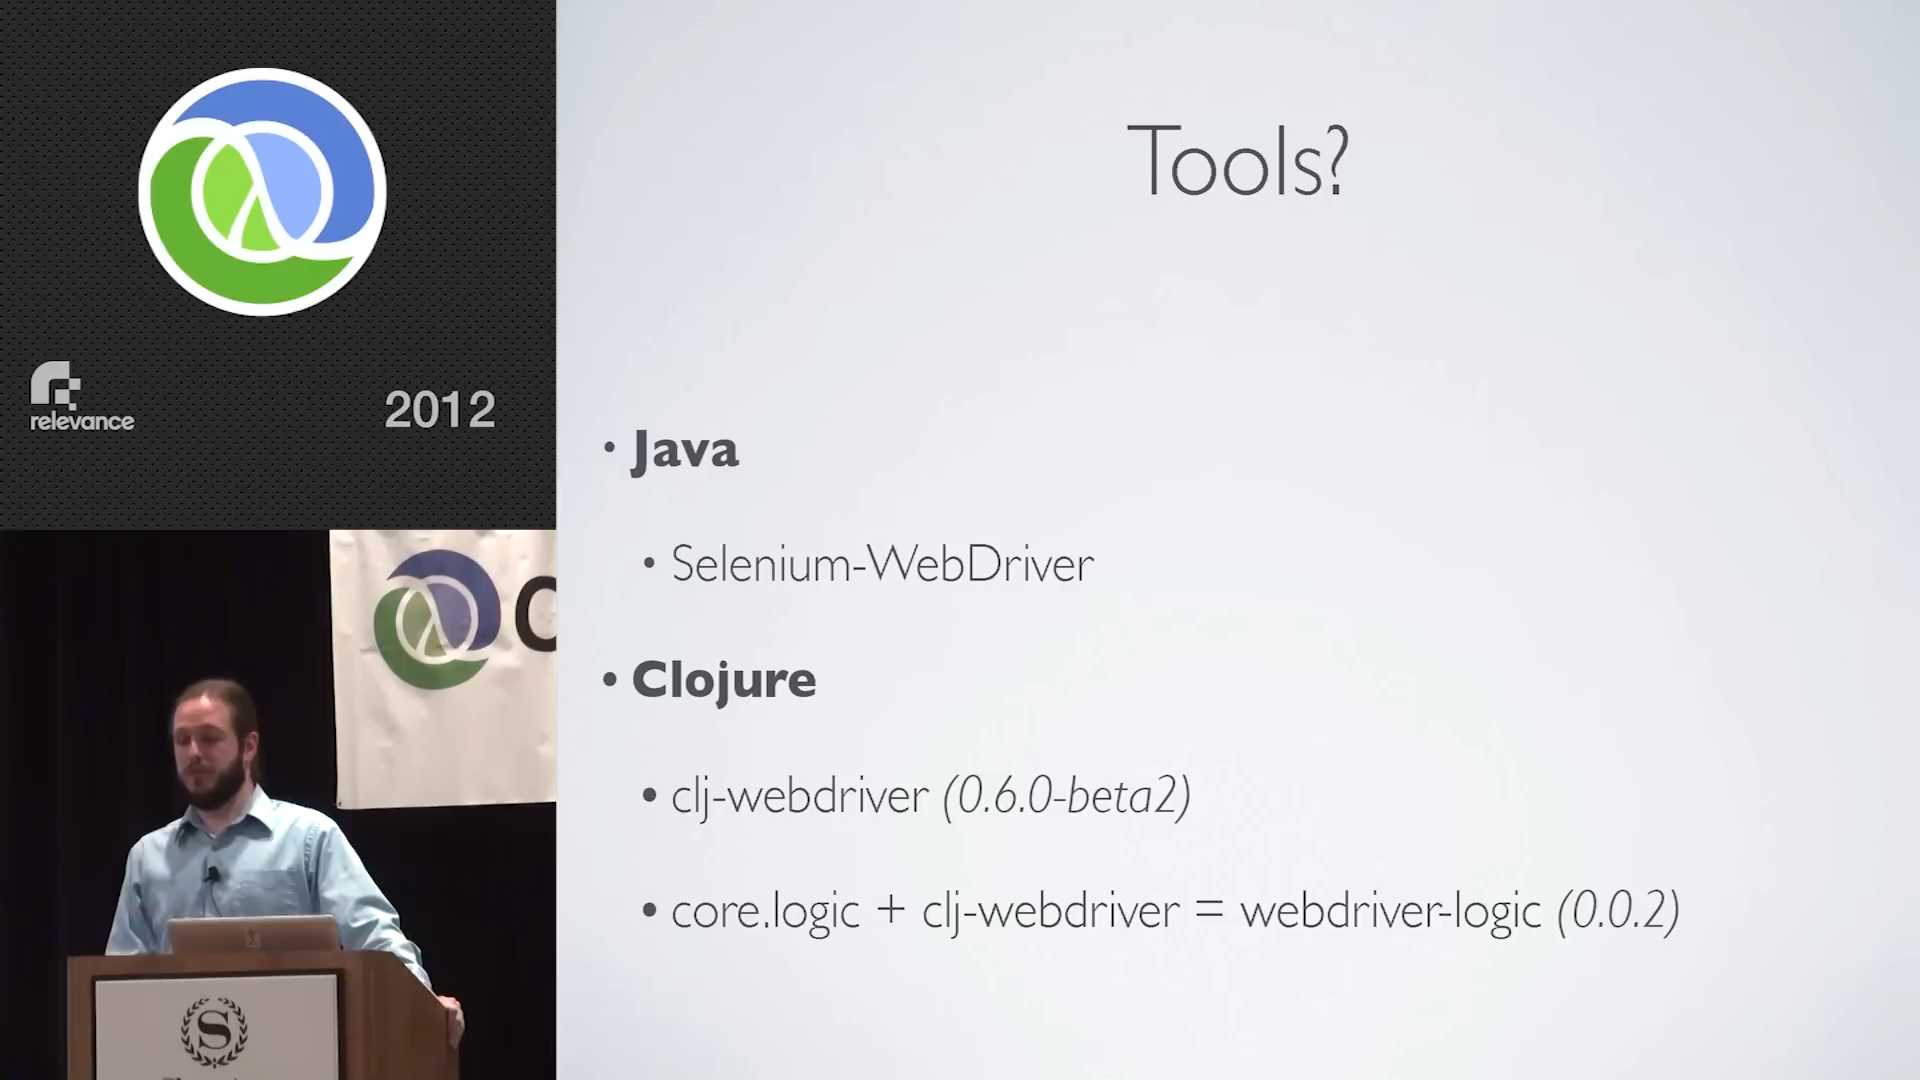 relevance
2012
Tools?
• Java
• Selenium-WebDriver
• Clojure
• clj-webdriver (0.6.0-beta2)
• core.logic + clj-webdriver = webdriver-logic (0.0.2)
C
S